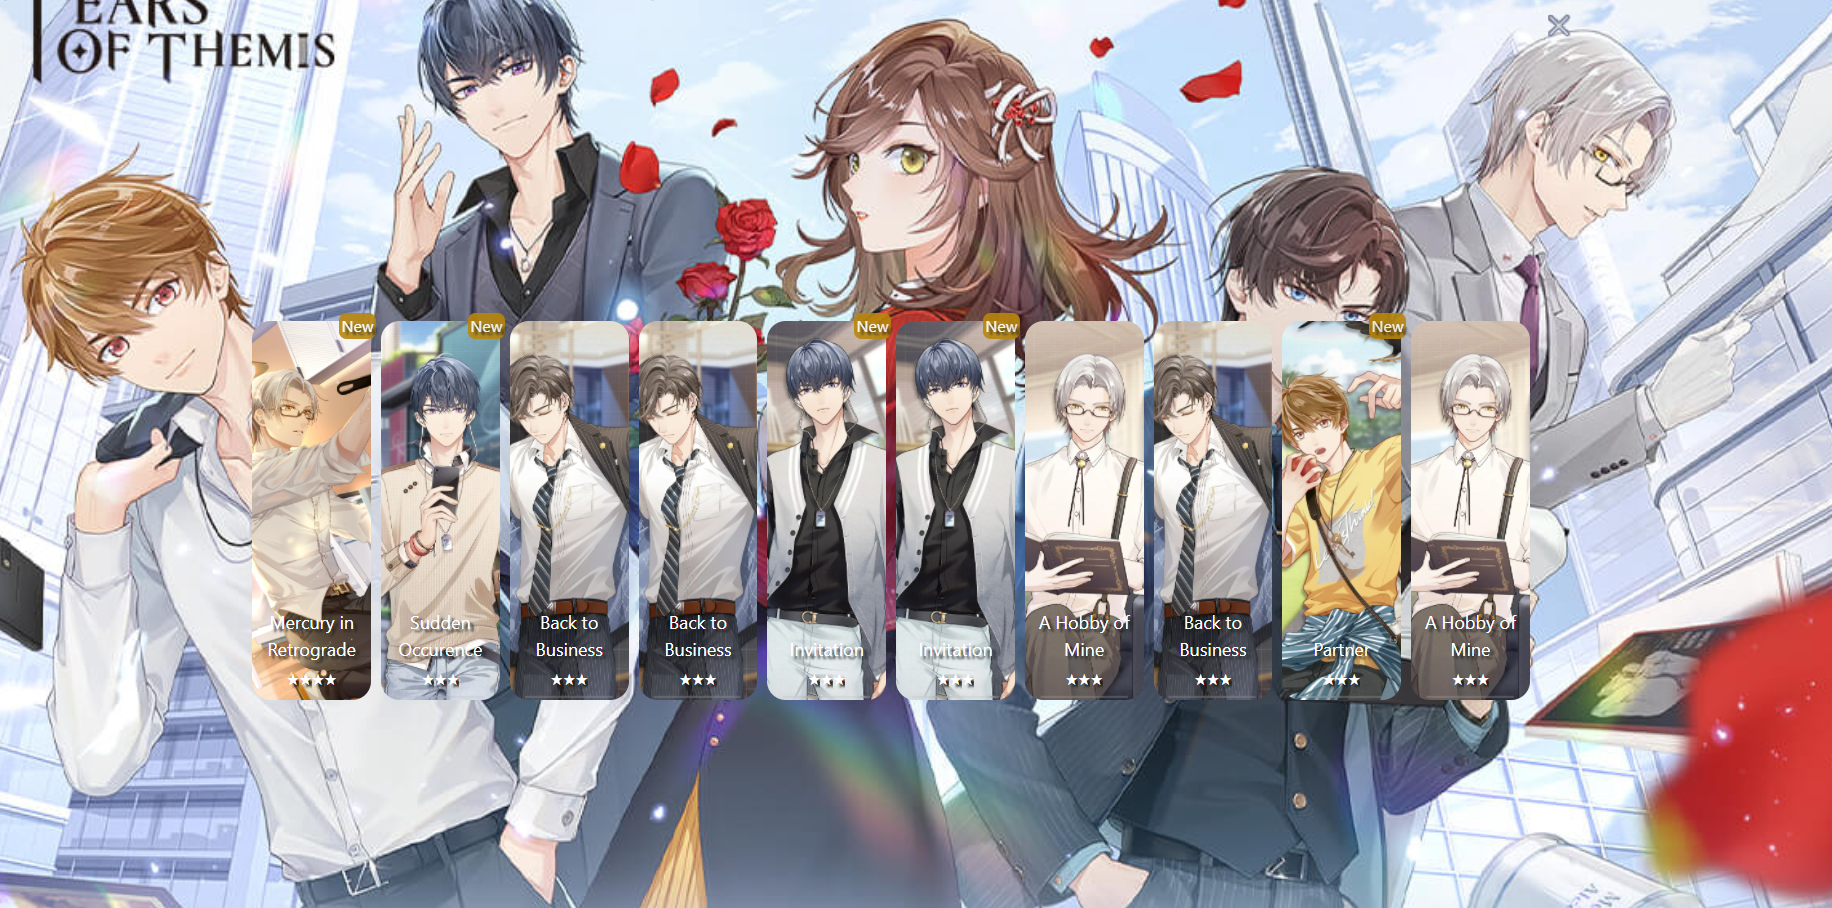 TEARS
OF THEMIS
New
New
New
New
New
Mercury in
Retrograde
★★★★
Sudden
Occurence
★★★
Back to
Business
★★★
Back to
Business
★★★
Invitation
★★★
Invitation
★★★
A Hobby of
Mine
★★★
Back to
Business
★★★
Partner
★★★
A Hobby of
Mine
★★★